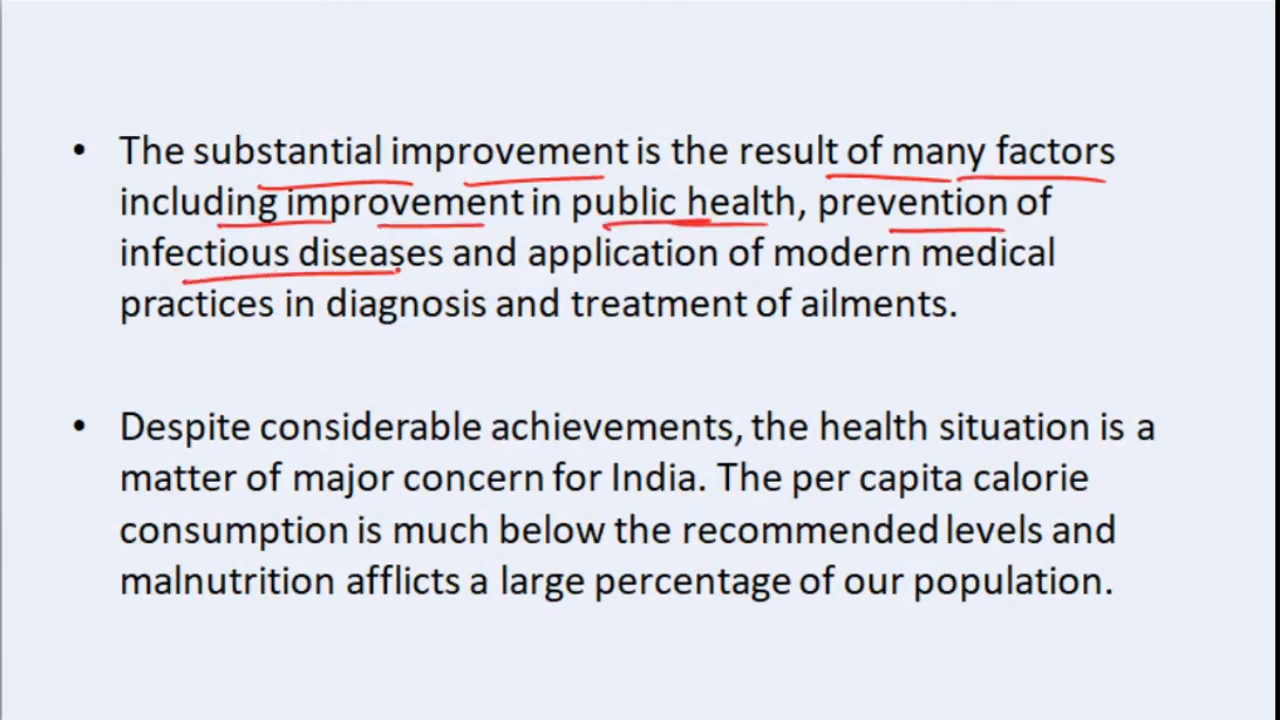 • The substantial improvement is the result of many factors
including improvement in public health, prevention of
infectious diseases and application of modern medical
practices in diagnosis and treatment of ailments.
• Despite considerable achievements, the health situation is a
matter of major concern for India. The per capita calorie
consumption is much below the recommended levels and
malnutrition afflicts a large percentage of our population.